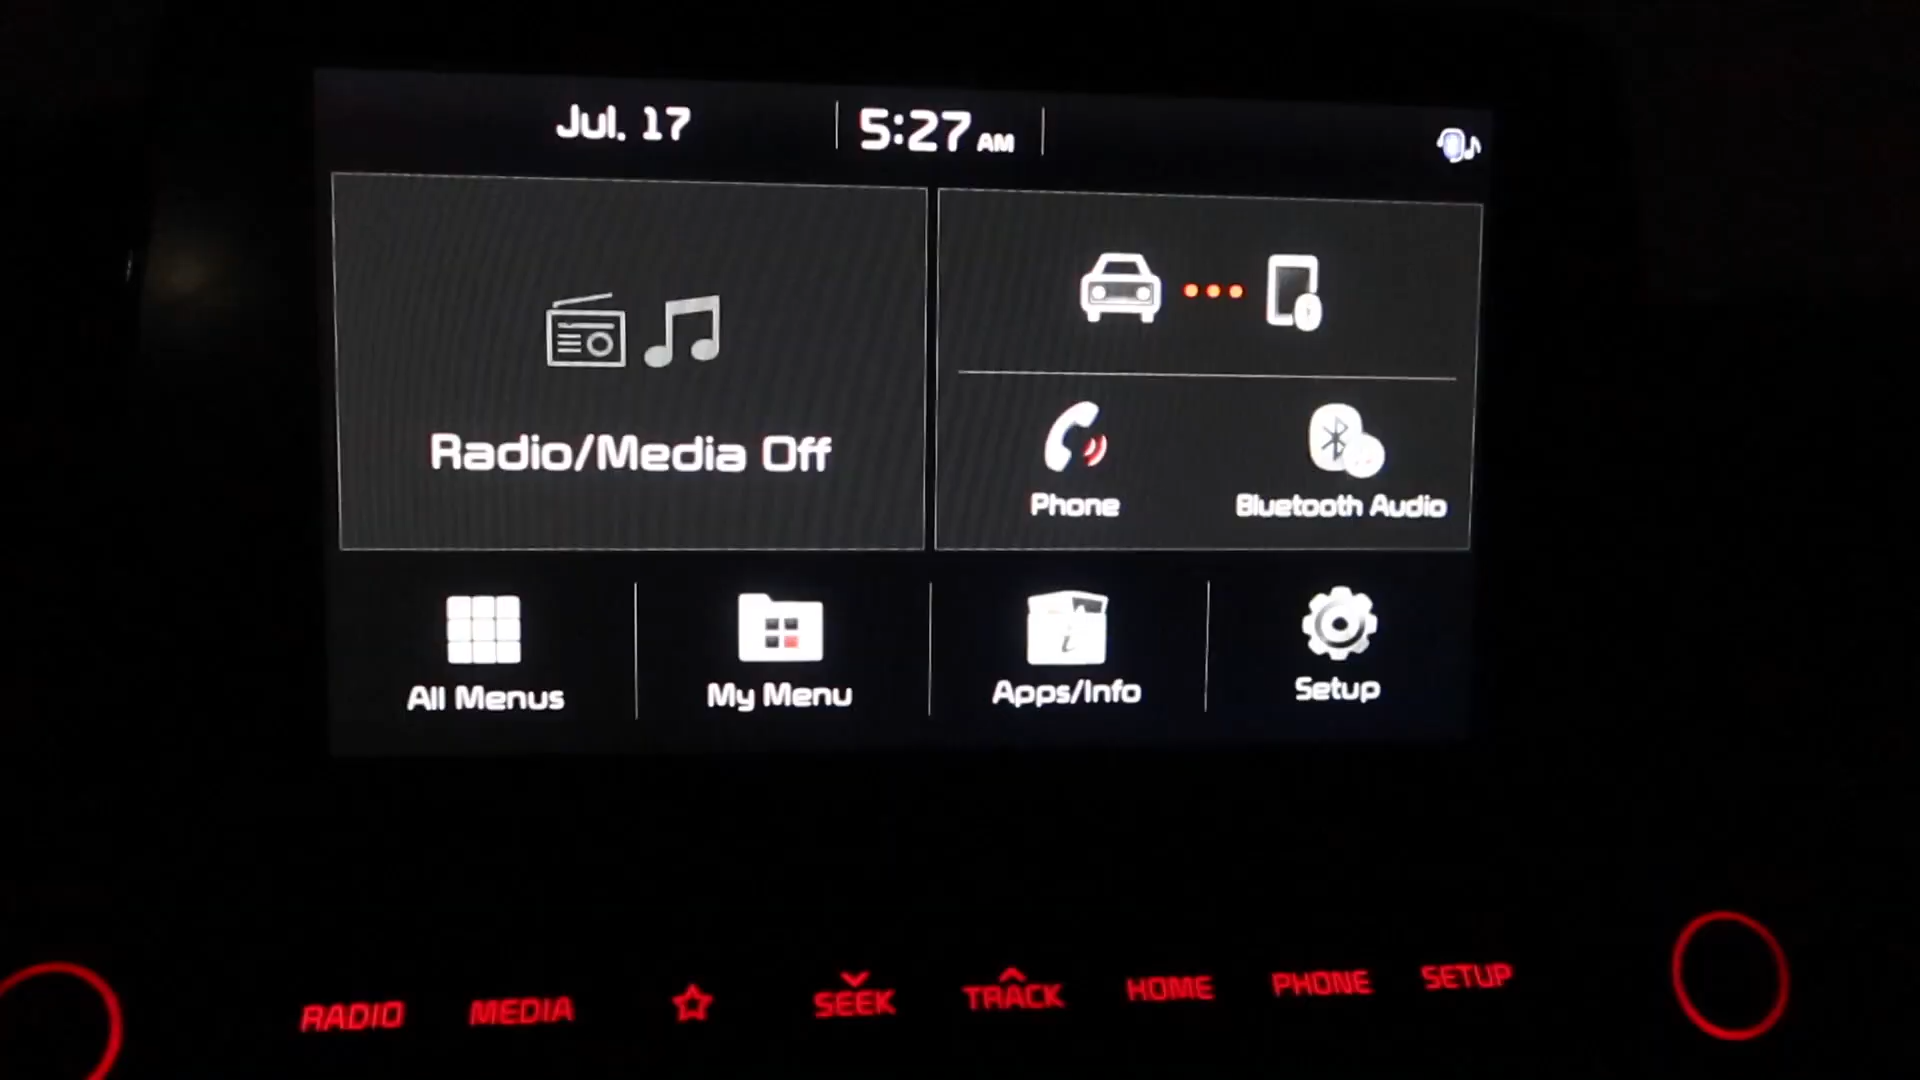 Jul. 17
5:27 AM
Radio/Media Off
Phone
Bluetooth Audio
All Menus
My Menu
Apps/Info
Setup
RADIO
MEDIA
SEEK
TRACK
HOME
PHONE
SETUP